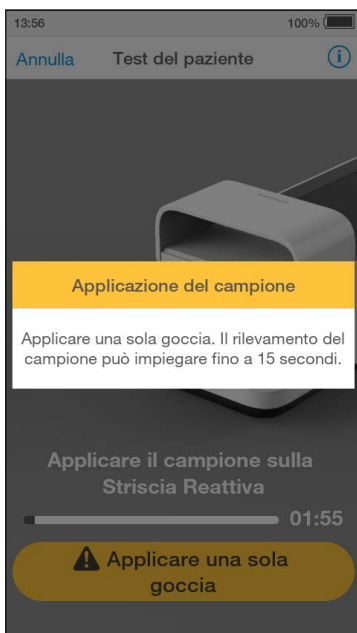 13:56
100%
Annulla
Test del paziente
i
Applicazione del campione
Applicare una sola goccia. Il rilevamento del
campione può impiegare fino a 15 secondi.
Applicare il campione sulla
Striscia Reattiva
01:55
Applicare una sola
goccia